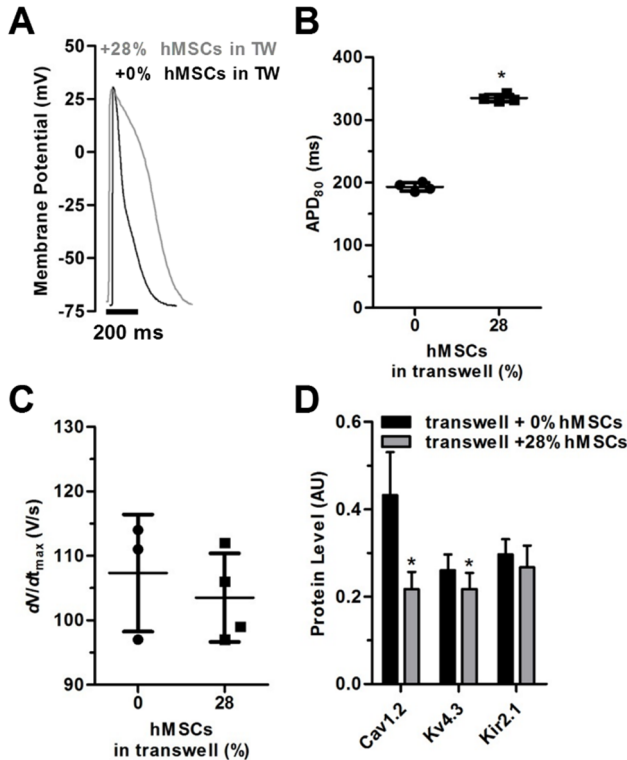 A
+28% hMSCs in TW
+0% hMSCs in TW
Membrane Potential (mV)
50
25
0
-25
-50
-75
200 ms
B
*
APD80 (ms)
400
300
200
100
0
0 28
hMSCs
in transwell (%)
C
dV/dtmax (V/s)
130
120
110
100
90
0 28
hMSCs
in transwell (%)
D
transwell + 0% hMSCs
transwell +28% hMSCs
Protein Level (AU)
0.6
0.4
0.2
0.0
* *
Cav1.2 Kv4.3 Kir2.1